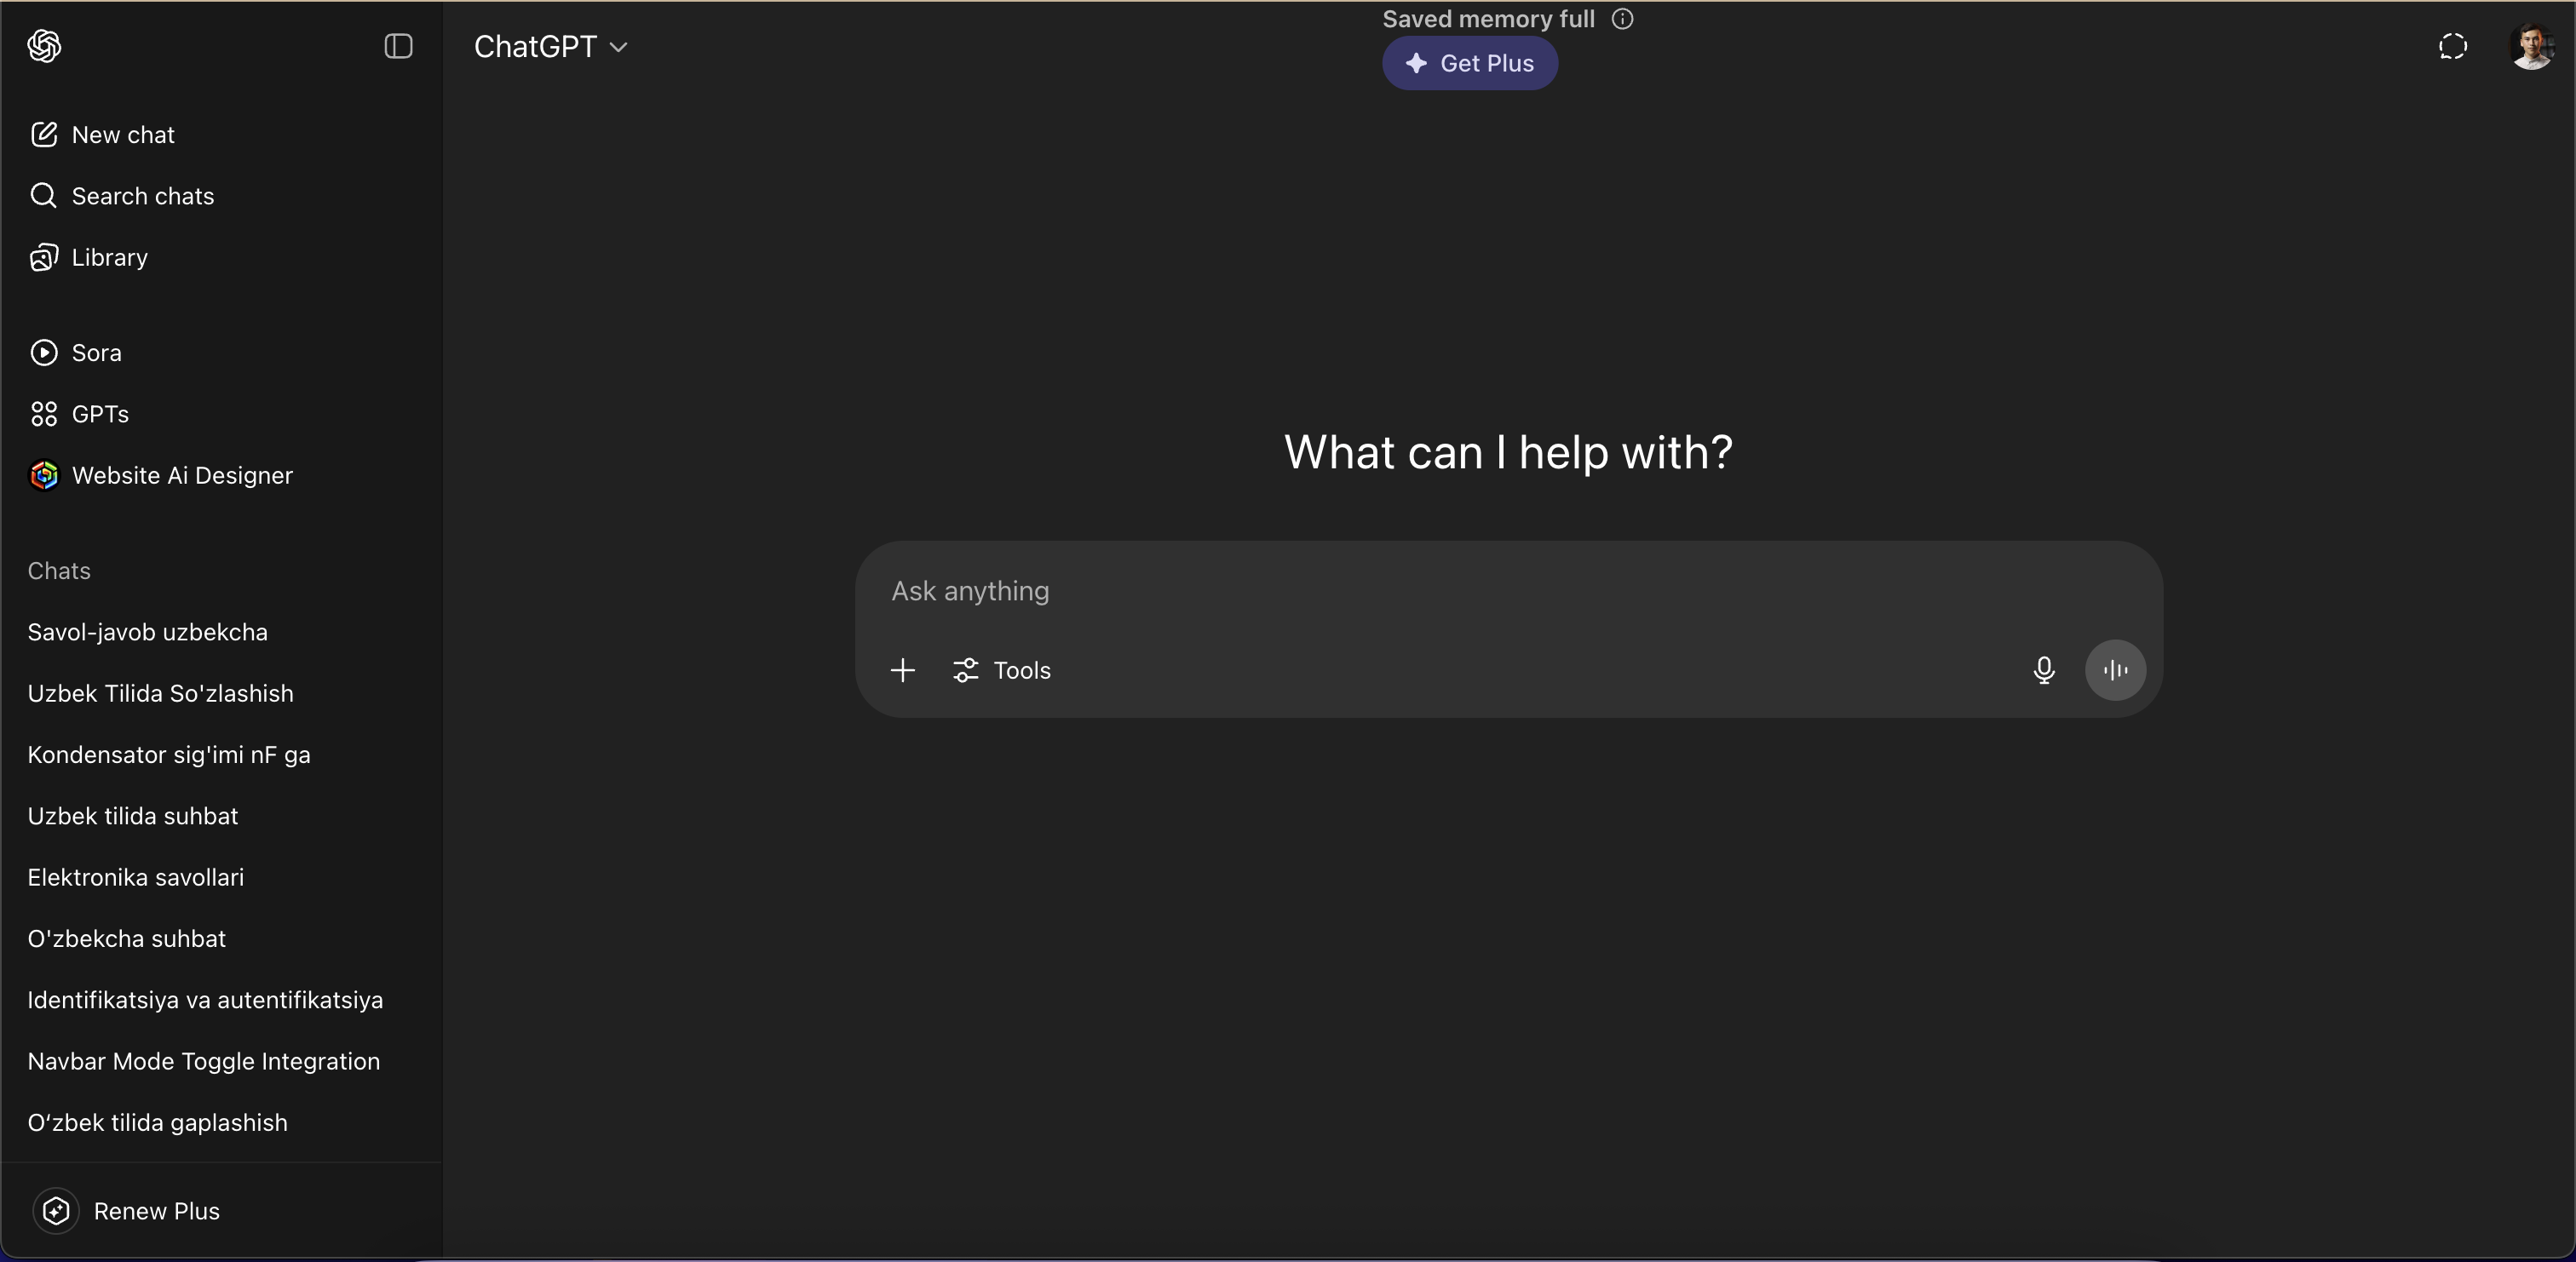 ChatGPT
Saved memory full
Get Plus
New chat
Search chats
Library
Sora
GPTs
Website Ai Designer
Chats
Savol-javob uzbekcha
Uzbek Tilida So'zlashish
Kondensator sig'imi nF ga
Uzbek tilida suhbat
Elektronika savollari
O'zbekcha suhbat
Identifikatsiya va autentifikatsiya
Navbar Mode Toggle Integration
Oʻzbek tilida gaplashish
Renew Plus
What can I help with?
Ask anything
Tools